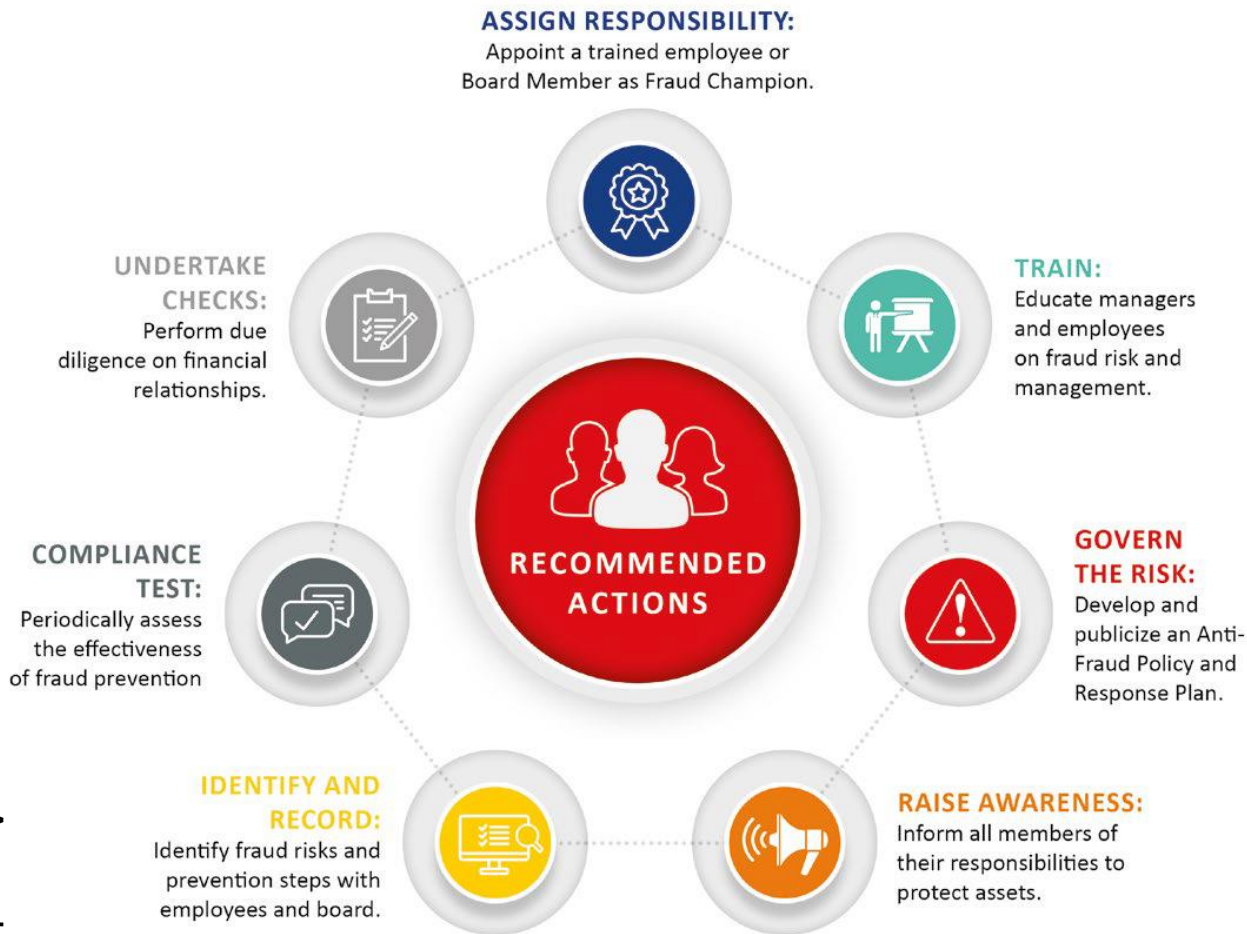 ASSIGN RESPONSIBILITY:
Appoint a trained employee or
Board Member as Fraud Champion.
TRAIN:
Educate managers
and employees
on fraud risk and
management.
GOVERN
THE RISK:
Develop and
publicize an Anti-
Fraud Policy and
Response Plan.
RAISE AWARENESS:
Inform all members of
their responsibilities to
protect assets.
IDENTIFY AND
RECORD:
Identify fraud risks and
prevention steps with
employees and board.
COMPLIANCE
TEST:
Periodically assess
the effectiveness
of fraud prevention
UNDERTAKE
CHECKS:
Perform due
diligence on financial
relationships.
RECOMMENDED
ACTIONS